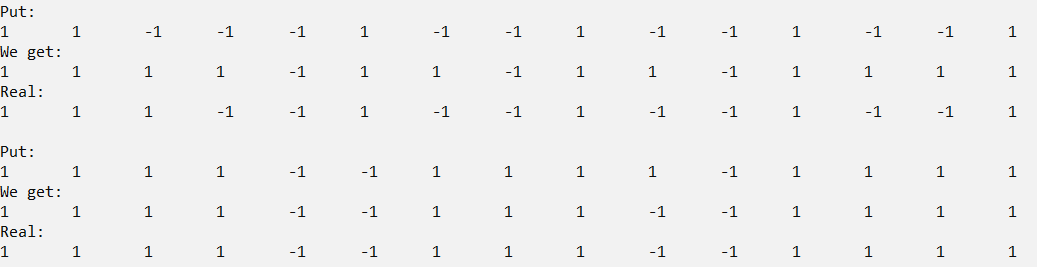 Put:
1 1 -1 -1 -1 1 -1 -1 1 -1 -1 1 -1 -1 1
We get:
1 1 1 1 -1 1 1 -1 1 1 -1 1 1 1 1
Real:
1 1 1 -1 -1 1 -1 -1 1 -1 -1 1 -1 -1 1
Put:
1 1 1 1 -1 -1 1 1 1 1 -1 1 1 1 1
We get:
1 1 1 1 -1 -1 1 1 1 -1 -1 1 1 1 1
Real:
1 1 1 1 -1 -1 1 1 1 -1 -1 1 1 1 1